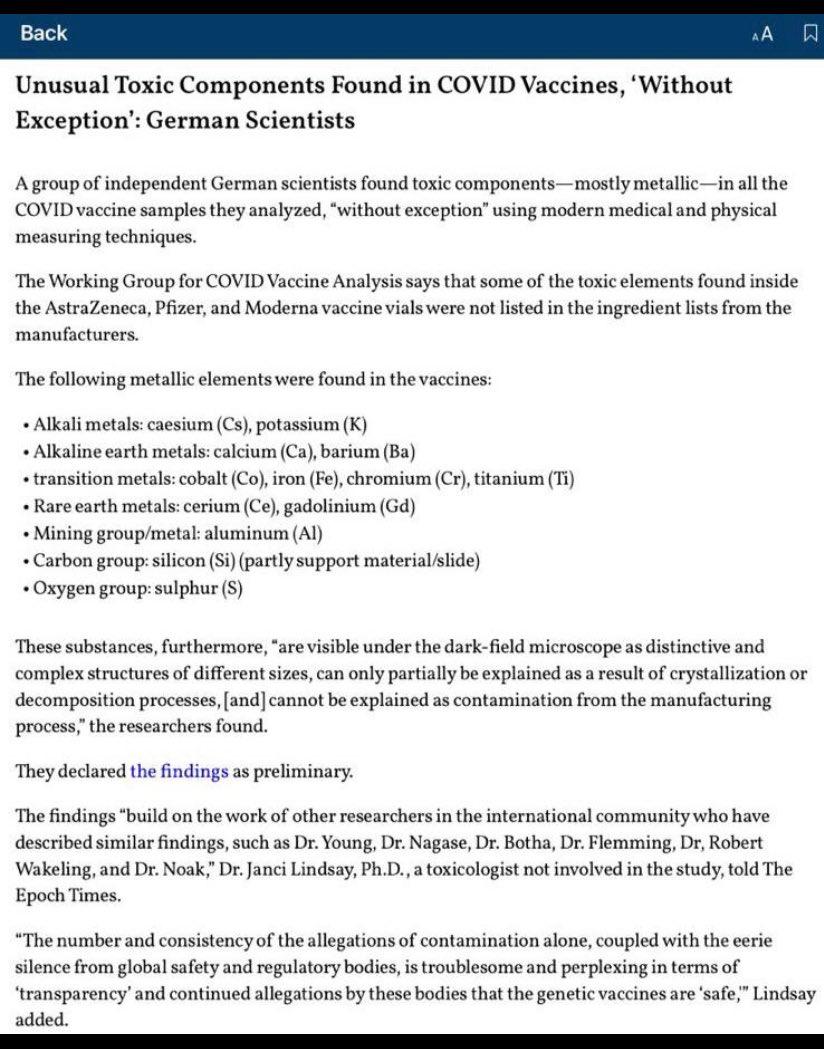 Back
AA
Unusual Toxic Components Found in COVID Vaccines, ‘Without
Exception’: German Scientists
A group of independent German scientists found toxic components—mostly metallic—in all the
COVID vaccine samples they analyzed, “without exception” using modern medical and physical
measuring techniques.
The Working Group for COVID Vaccine Analysis says that some of the toxic elements found inside
the AstraZeneca, Pfizer, and Moderna vaccine vials were not listed in the ingredient lists from the
manufacturers.
The following metallic elements were found in the vaccines:
• Alkali metals: caesium (Cs), potassium (K)
• Alkaline earth metals: calcium (Ca), barium (Ba)
• transition metals: cobalt (Co), iron (Fe), chromium (Cr), titanium (Ti)
• Rare earth metals: cerium (Ce), gadolinium (Gd)
• Mining group/metal: aluminum (Al)
• Carbon group: silicon (Si) (partly support material/slide)
• Oxygen group: sulphur (S)
These substances, furthermore, “are visible under the dark-field microscope as distinctive and
complex structures of different sizes, can only partially be explained as a result of crystallization or
decomposition processes, [and] cannot be explained as contamination from the manufacturing
process,” the researchers found.
They declared the findings as preliminary.
The findings “build on the work of other researchers in the international community who have
described similar findings, such as Dr. Young, Dr. Nagase, Dr. Botha, Dr. Flemming, Dr, Robert
Wakeling, and Dr. Noak,” Dr. Janci Lindsay, Ph.D., a toxicologist not involved in the study, told The
Epoch Times.
“The number and consistency of the allegations of contamination alone, coupled with the eerie
silence from global safety and regulatory bodies, is troublesome and perplexing in terms of
‘transparency’ and continued allegations by these bodies that the genetic vaccines are ‘safe,’” Lindsay
added.